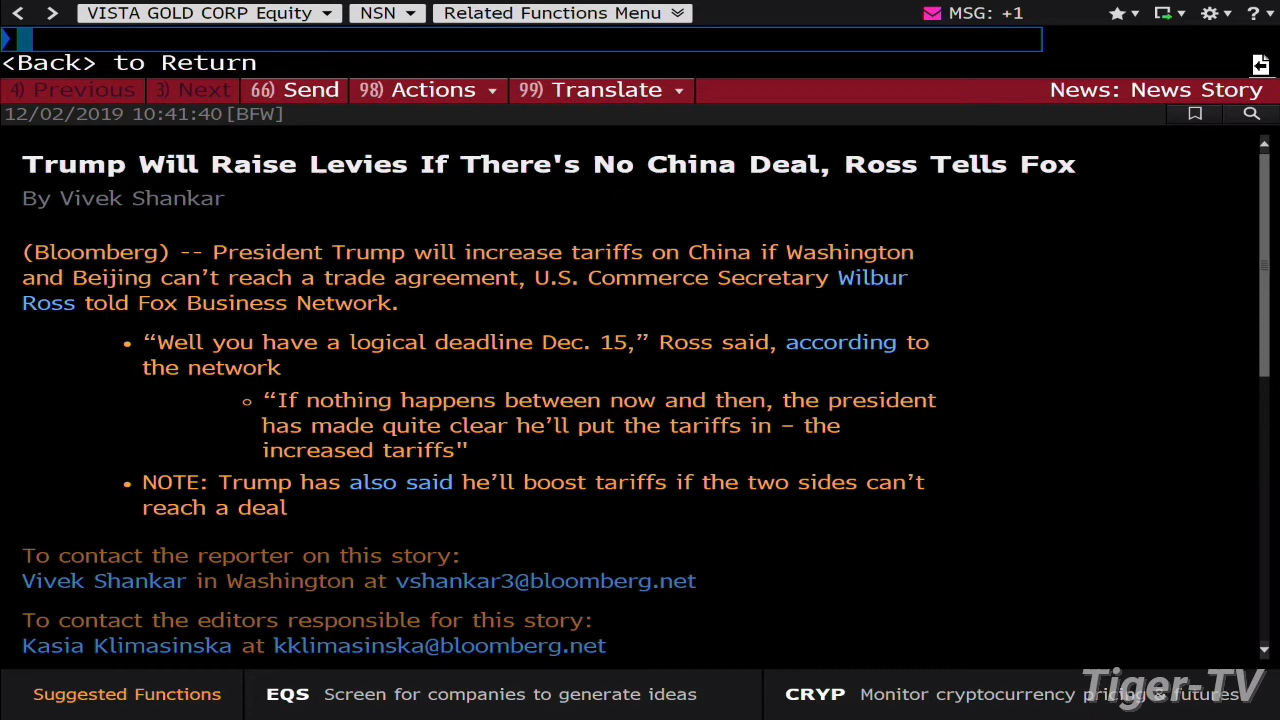 VISTA GOLD CORP Equity NSN Related Functions Menu MSG: +1 ?
<Back> to Return
4) Previous 3) Next 66) Send 98) Actions 99) Translate News: News Story
12/02/2019 10:41:40 [BFW]
Trump Will Raise Levies If There's No China Deal, Ross Tells Fox
By Vivek Shankar
(Bloomberg) -- President Trump will increase tariffs on China if Washington
and Beijing can’t reach a trade agreement, U.S. Commerce Secretary Wilbur
Ross told Fox Business Network.
• “Well you have a logical deadline Dec. 15,” Ross said, according to
the network
◦ “If nothing happens between now and then, the president
has made quite clear he’ll put the tariffs in – the
increased tariffs"
• NOTE: Trump has also said he’ll boost tariffs if the two sides can’t
reach a deal
To contact the reporter on this story:
Vivek Shankar in Washington at vshankar3@bloomberg.net
To contact the editors responsible for this story:
Kasia Klimasinska at kklimasinska@bloomberg.net
Suggested Functions EQS Screen for companies to generate ideas CRYP Monitor cryptocurrency pricing & futures
Tiger-TV